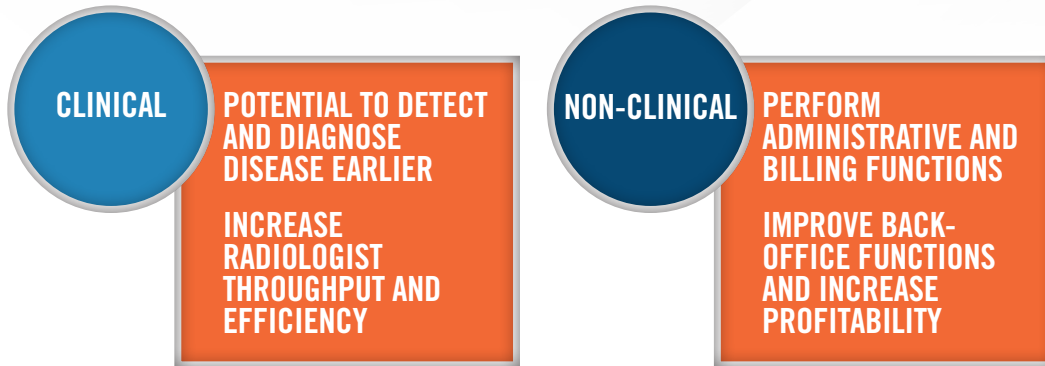 CLINICAL
POTENTIAL TO DETECT
AND DIAGNOSE
DISEASE EARLIER
INCREASE
RADIOLOGIST
THROUGHPUT AND
EFFICIENCY
NON-CLINICAL
PERFORM
ADMINISTRATIVE AND
BILLING FUNCTIONS
IMPROVE BACK-
OFFICE FUNCTIONS
AND INCREASE
PROFITABILITY